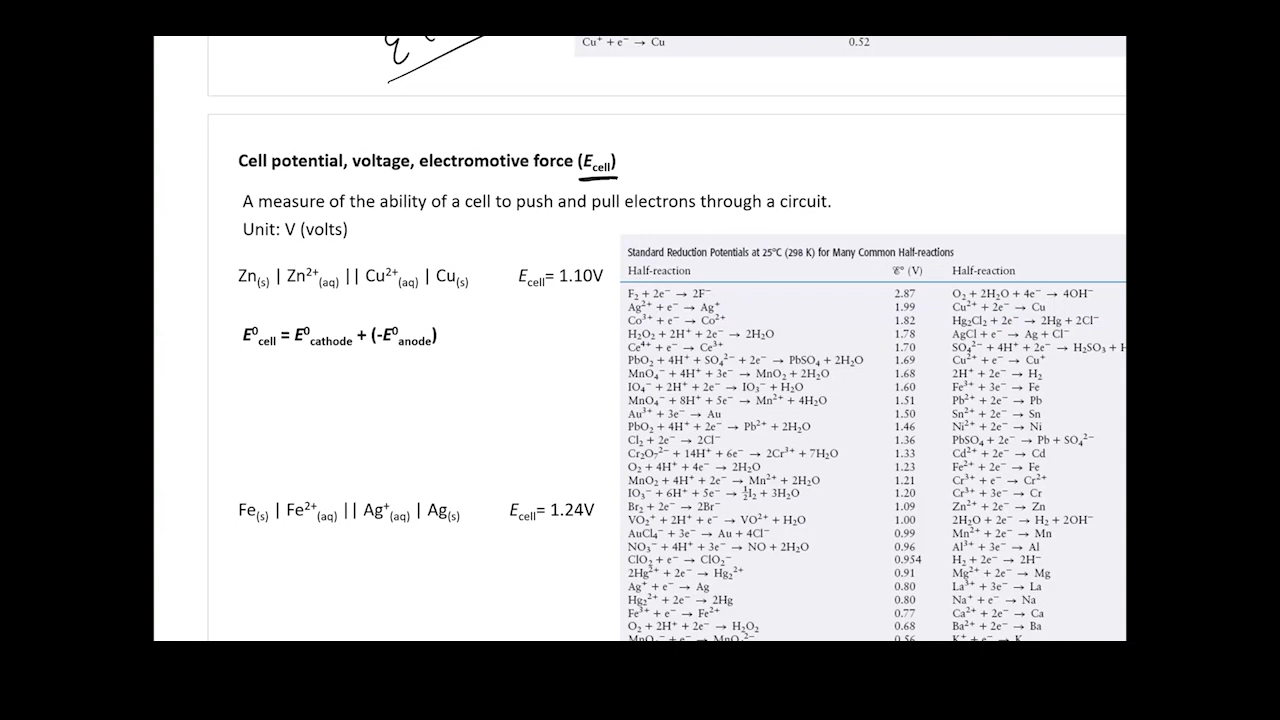 Cu⁺ + e⁻ → Cu 0.52
Cell potential, voltage, electromotive force (E_cell)
A measure of the ability of a cell to push and pull electrons through a circuit.
Unit: V (volts)
Zn(s) | Zn²⁺(aq) || Cu²⁺(aq) | Cu(s) E_cell= 1.10V
E⁰_cell = E⁰_cathode + (-E⁰_anode)
Fe(s) | Fe²⁺(aq) || Ag⁺(aq) | Ag(s) E_cell= 1.24V
Standard Reduction Potentials at 25°C (298 K) for Many Common Half-reactions
Half-reaction ℰ° (V) Half-reaction
F₂ + 2e⁻ → 2F⁻ 2.87 O₂ + 2H₂O + 4e⁻ → 4OH⁻
Ag²⁺ + e⁻ → Ag⁺ 1.99 Cu²⁺ + 2e⁻ → Cu
Co³⁺ + e⁻ → Co²⁺ 1.82 Hg₂Cl₂ + 2e⁻ → 2Hg + 2Cl⁻
H₂O₂ + 2H⁺ + 2e⁻ → 2H₂O 1.78 AgCl + e⁻ → Ag + Cl⁻
Ce⁴⁺ + e⁻ → Ce³⁺ 1.70 SO₄²⁻ + 4H⁺ + 2e⁻ → H₂SO₃ + H
PbO₂ + 4H⁺ + SO₄²⁻ + 2e⁻ → PbSO₄ + 2H₂O 1.69 Cu²⁺ + e⁻ → Cu⁺
MnO₄⁻ + 4H⁺ + 3e⁻ → MnO₂ + 2H₂O 1.68 2H⁺ + 2e⁻ → H₂
IO₄⁻ + 2H⁺ + 2e⁻ → IO₃⁻ + H₂O 1.60 Fe³⁺ + 3e⁻ → Fe
MnO₄⁻ + 8H⁺ + 5e⁻ → Mn²⁺ + 4H₂O 1.51 Pb²⁺ + 2e⁻ → Pb
Au³⁺ + 3e⁻ → Au 1.50 Sn²⁺ + 2e⁻ → Sn
PbO₂ + 4H⁺ + 2e⁻ → Pb²⁺ + 2H₂O 1.46 Ni²⁺ + 2e⁻ → Ni
Cl₂ + 2e⁻ → 2Cl⁻ 1.36 PbSO₄ + 2e⁻ → Pb + SO₄²⁻
Cr₂O₇²⁻ + 14H⁺ + 6e⁻ → 2Cr³⁺ + 7H₂O 1.33 Cd²⁺ + 2e⁻ → Cd
O₂ + 4H⁺ + 4e⁻ → 2H₂O 1.23 Fe²⁺ + 2e⁻ → Fe
MnO₂ + 4H⁺ + 2e⁻ → Mn²⁺ + 2H₂O 1.21 Cr³⁺ + e⁻ → Cr²⁺
IO₃⁻ + 6H⁺ + 5e⁻ → ½I₂ + 3H₂O 1.20 Cr³⁺ + 3e⁻ → Cr
Br₂ + 2e⁻ → 2Br⁻ 1.09 Zn²⁺ + 2e⁻ → Zn
VO₂⁺ + 2H⁺ + e⁻ → VO²⁺ + H₂O 1.00 2H₂O + 2e⁻ → H₂ + 2OH⁻
AuCl₄⁻ + 3e⁻ → Au + 4Cl⁻ 0.99 Mn²⁺ + 2e⁻ → Mn
NO₃⁻ + 4H⁺ + 3e⁻ → NO + 2H₂O 0.96 Al³⁺ + 3e⁻ → Al
ClO₂ + e⁻ → ClO₂⁻ 0.954 H₂ + 2e⁻ → 2H⁻
2Hg²⁺ + 2e⁻ → Hg₂²⁺ 0.91 Mg²⁺ + 2e⁻ → Mg
Ag⁺ + e⁻ → Ag 0.80 La³⁺ + 3e⁻ → La
Hg₂²⁺ + 2e⁻ → 2Hg 0.80 Na⁺ + e⁻ → Na
Fe³⁺ + e⁻ → Fe²⁺ 0.77 Ca²⁺ + 2e⁻ → Ca
O₂ + 2H⁺ + 2e⁻ → H₂O₂ 0.68 Ba²⁺ + 2e⁻ → Ba
MnO₄⁻ + e⁻ → MnO₄²⁻ 0.56 K⁺ + e⁻ → K